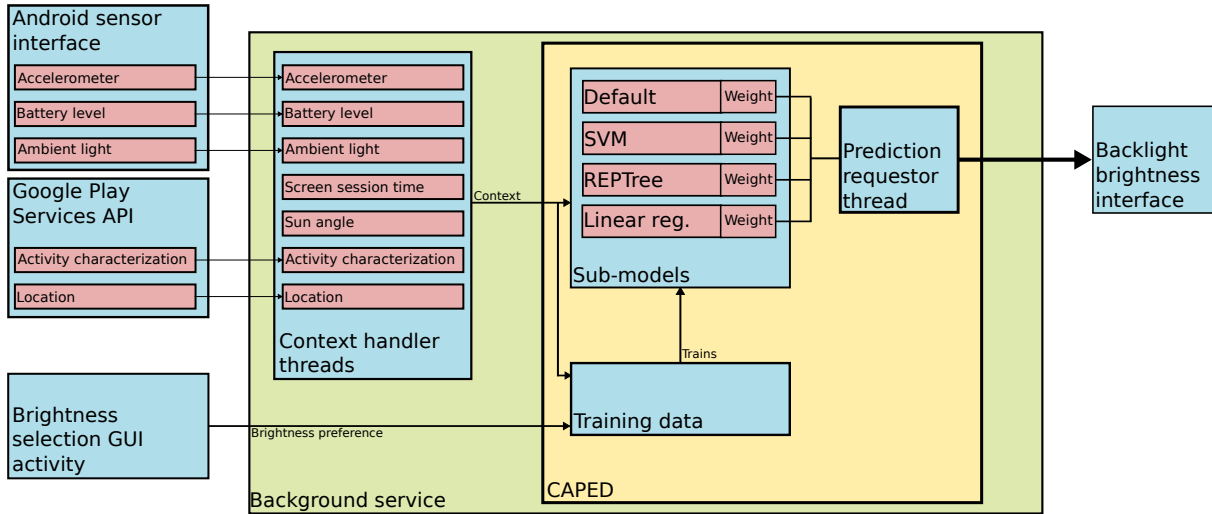 Android sensor
interface
Accelerometer
Battery level
Ambient light
Google Play
Services API
Activity characterization
Location
Brightness
selection GUI
activity
Accelerometer
Battery level
Ambient light
Screen session time
Sun angle
Activity characterization
Location
Context handler
threads
Context
Brightness preference
Background service
Default Weight
SVM Weight
REPTree Weight
Linear reg. Weight
Sub-models
Trains
Training data
CAPED
Prediction
requestor
thread
Backlight
brightness
interface